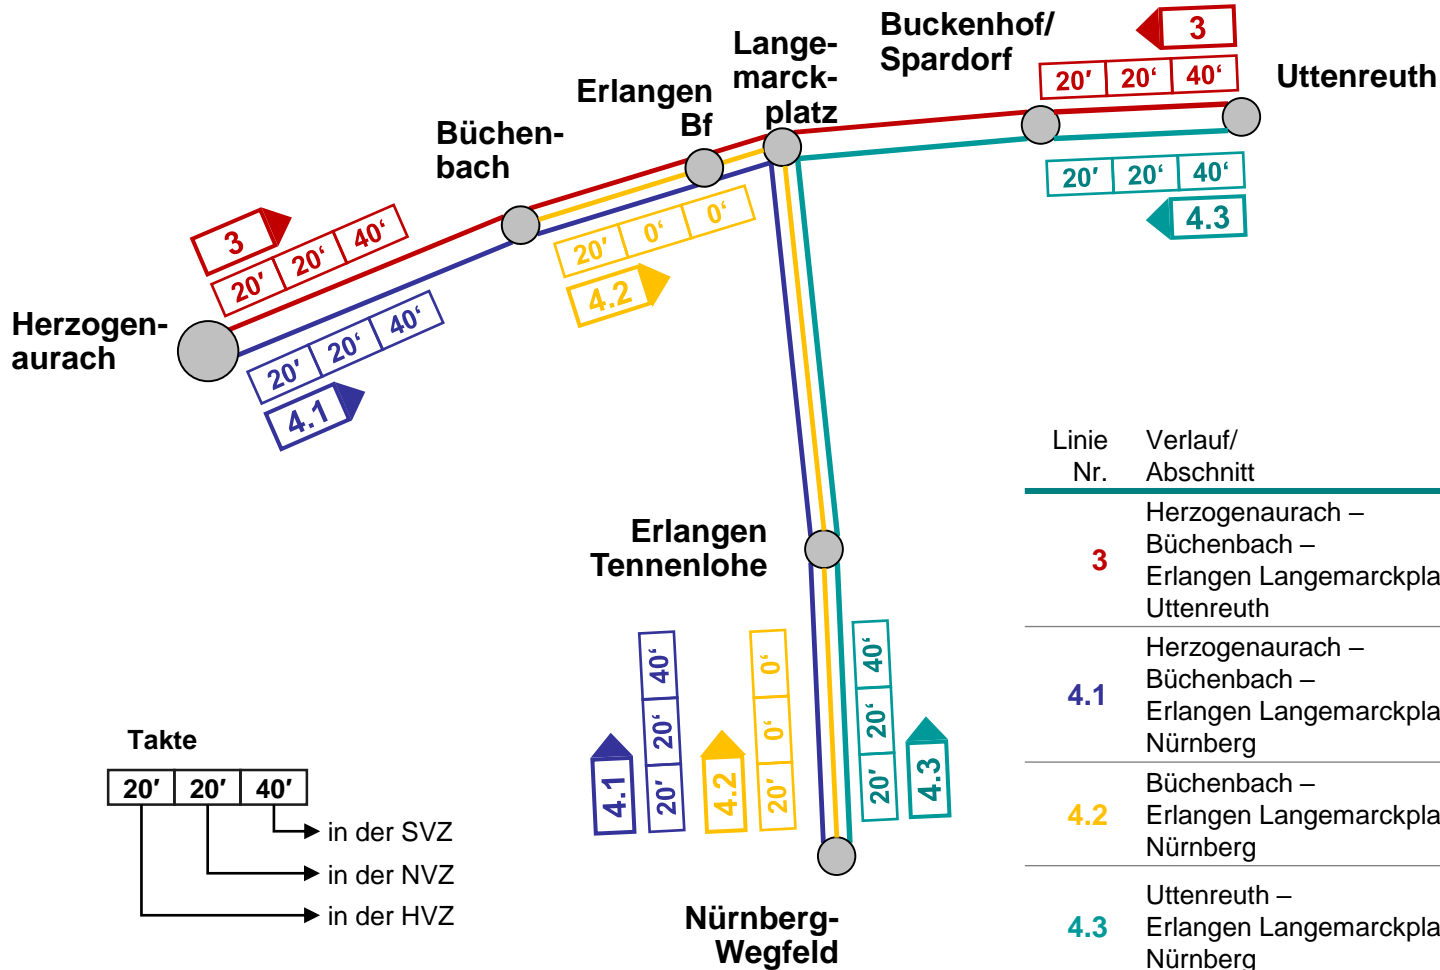 Buckenhof/
Spardorf
3
20' 20' 40'
Uttenreuth
Lange-
marck-
platz
Erlangen
Bf
Büchen-
bach
20' 20' 40'
4.3
3
20' 20' 40'
20' 0' 0'
4.2
Herzogen-
aurach
20' 20' 40'
4.1
Erlangen
Tennenlohe
4.1
20' 20' 40'
4.2
20' 0' 0'
20' 20' 40'
4.3
Nürnberg-
Wegfeld
Takte
20' 20' 40'
in der SVZ
in der NVZ
in der HVZ
Linie Verlauf/
Nr. Abschnitt
Herzogenaurach –
Büchenbach –
3 Erlangen Langemarckpla
Uttenreuth
Herzogenaurach –
Büchenbach –
4.1 Erlangen Langemarckpla
Nürnberg
Büchenbach –
4.2 Erlangen Langemarckpla
Nürnberg
Uttenreuth –
4.3 Erlangen Langemarckpla
Nürnberg